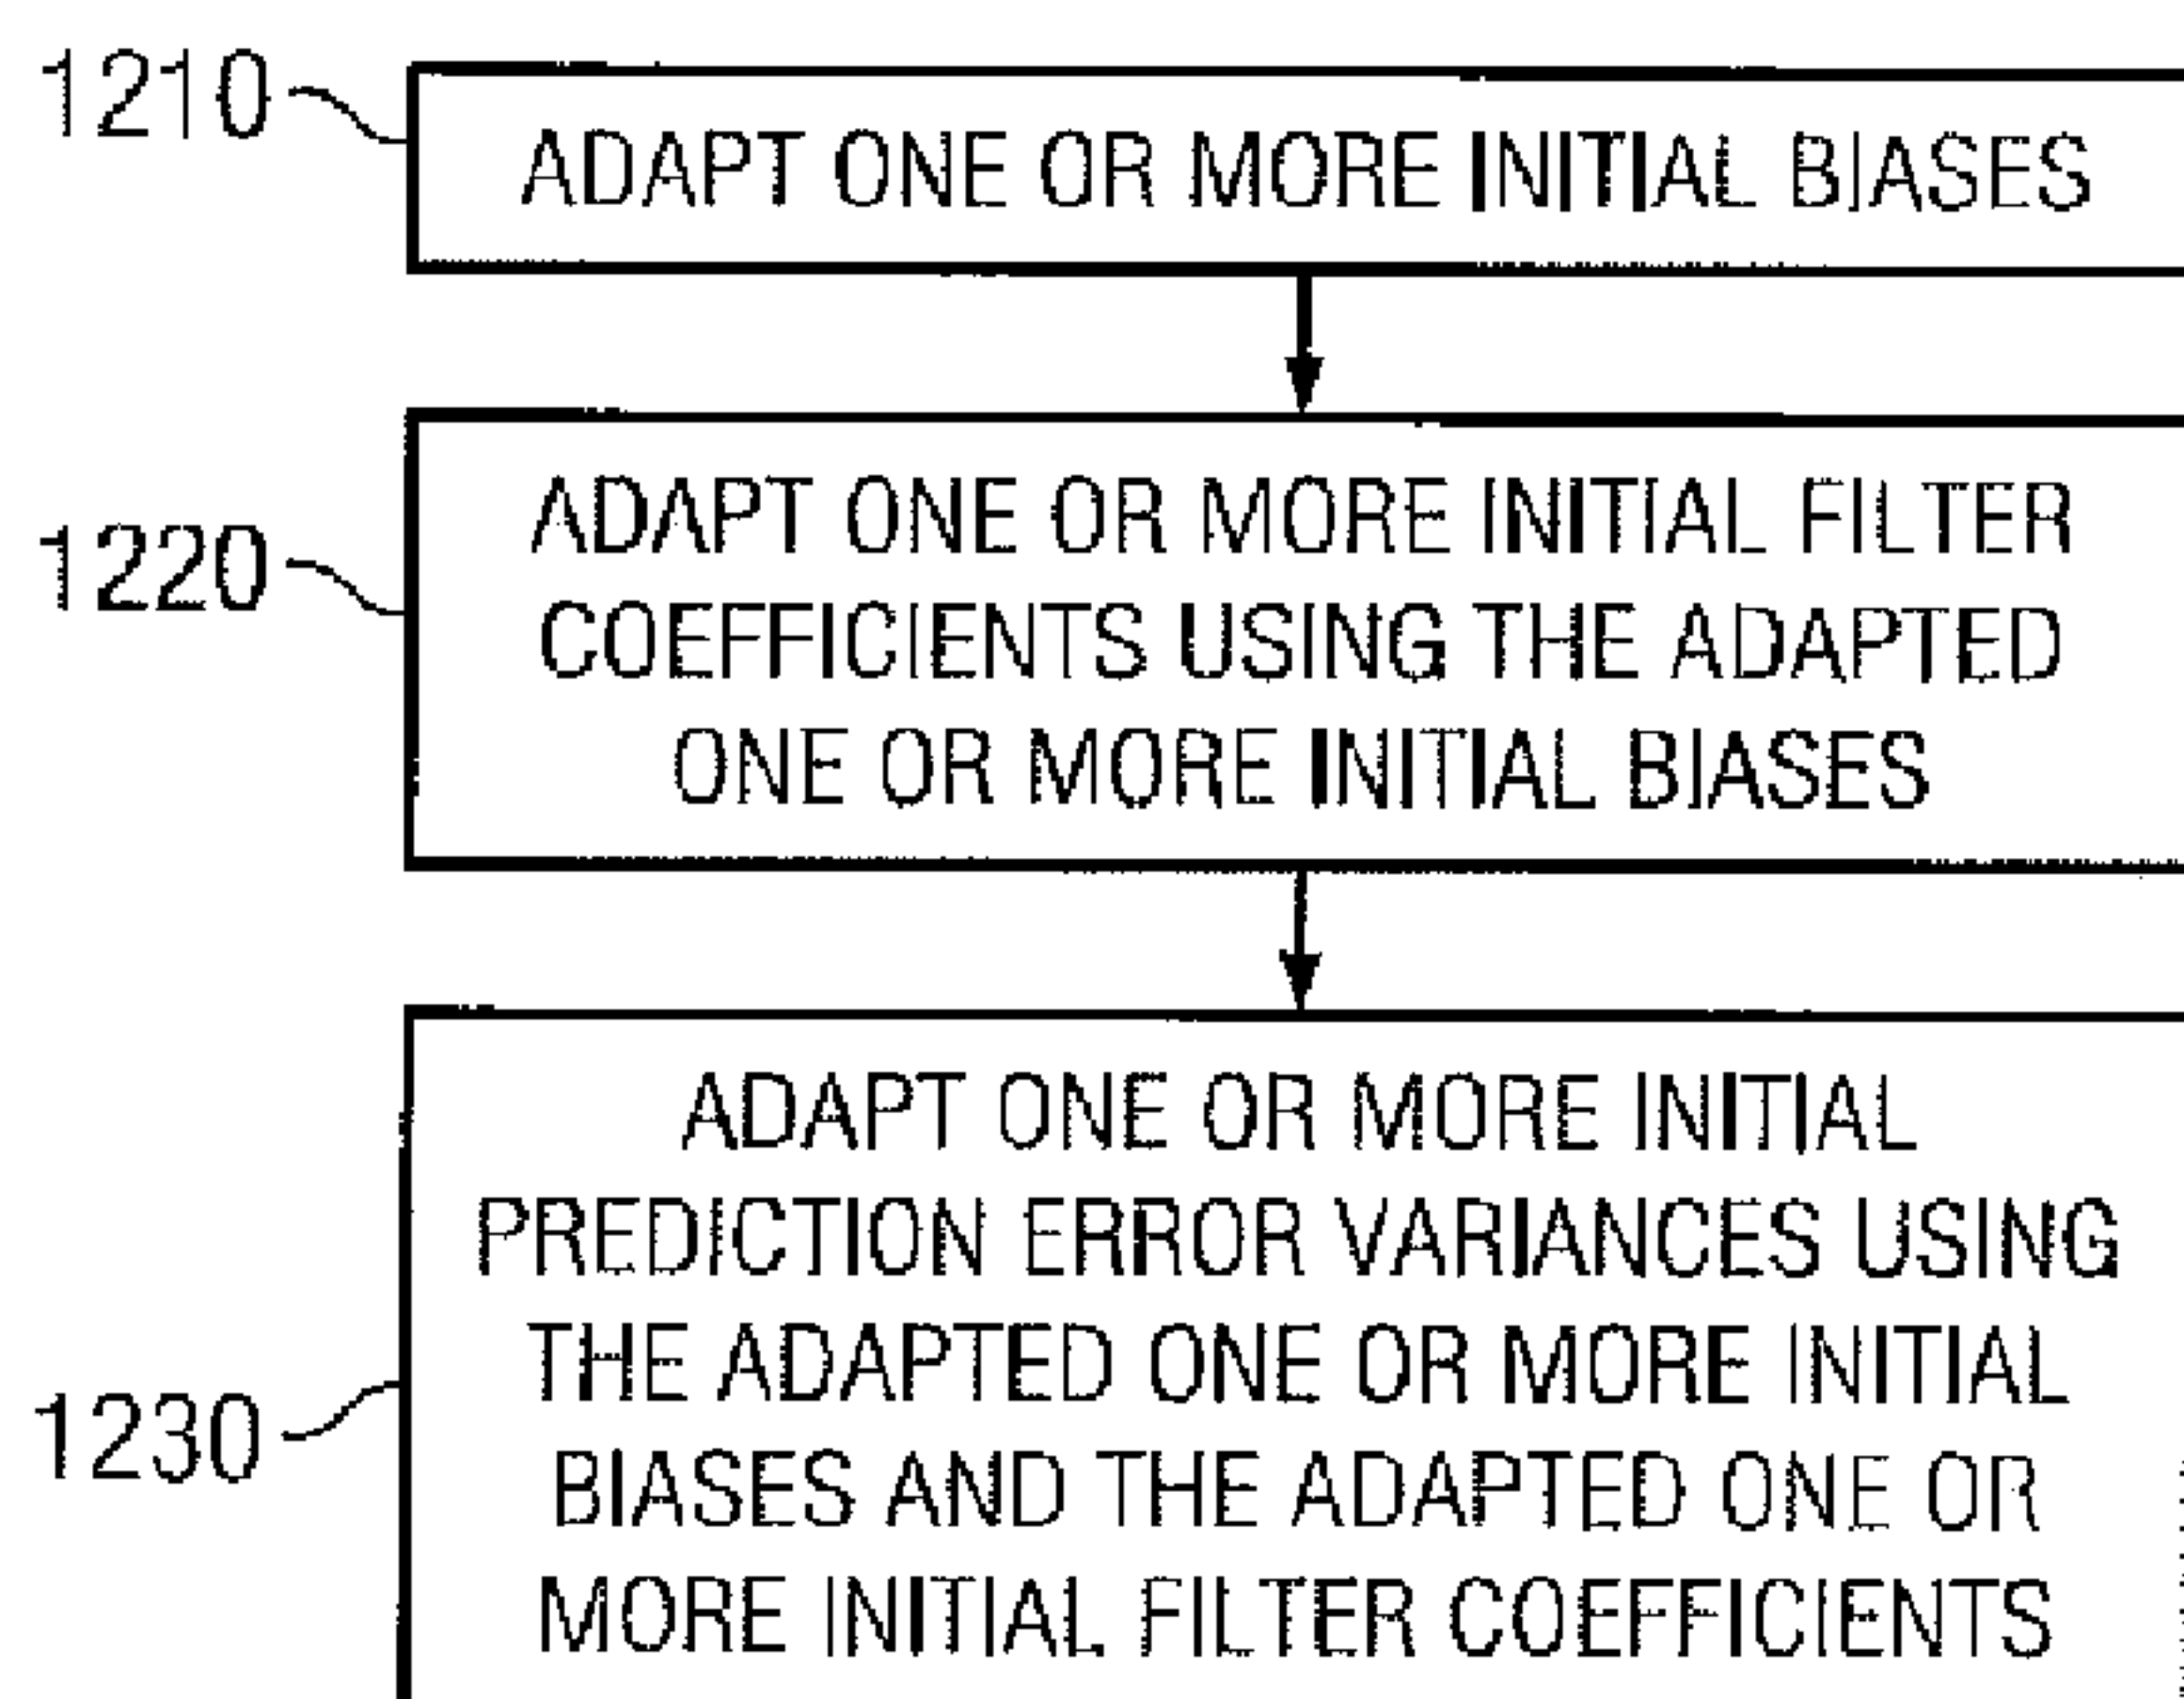 1210
ADAPT ONE OR MORE INITIAL BIASES
1220
ADAPT ONE OR MORE INITIAL FILTER
COEFFICIENTS USING THE ADAPTED
ONE OR MORE INITIAL BIASES
1230
ADAPT ONE OR MORE INITIAL
PREDICTION ERROR VARIANCES USING
THE ADAPTED ONE OR MORE INITIAL
BIASES AND THE ADAPTED ONE OR
MORE INITIAL FILTER COEFFICIENTS